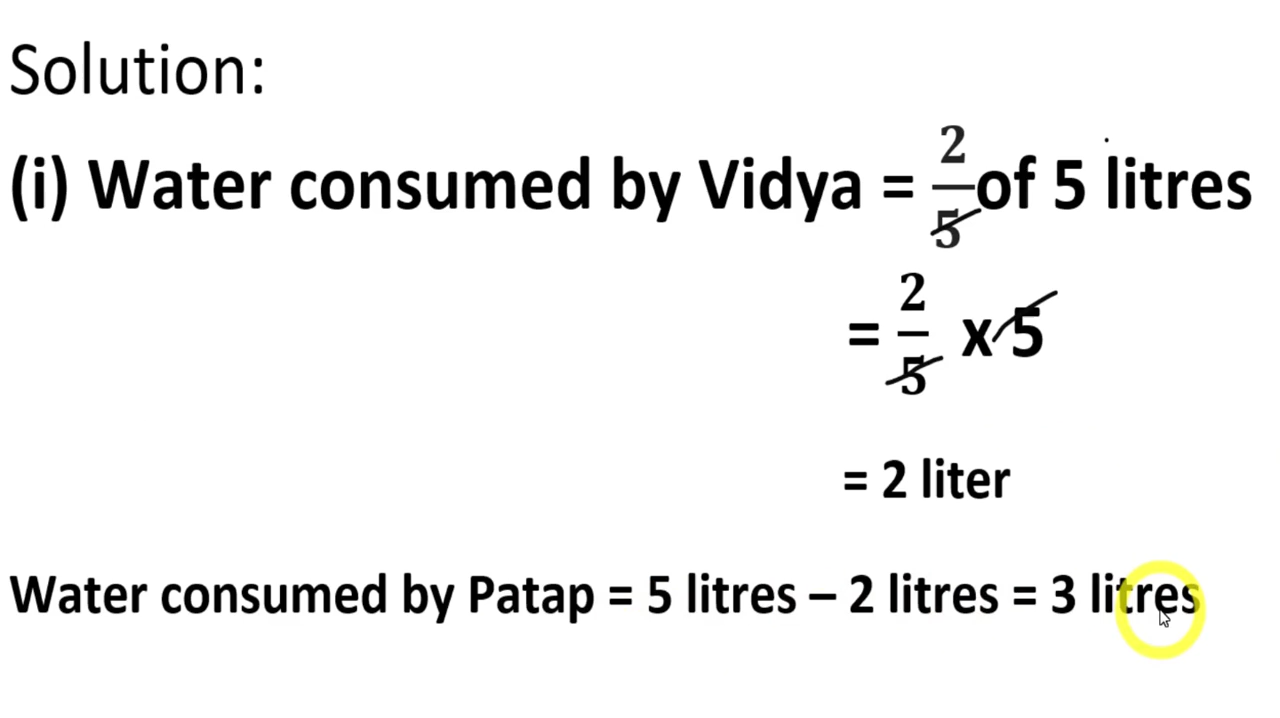 Solution:
(i) Water consumed by Vidya = 2/5 of 5 litres
= 2/5 x 5
= 2 liter
Water consumed by Patap = 5 litres – 2 litres = 3 litres